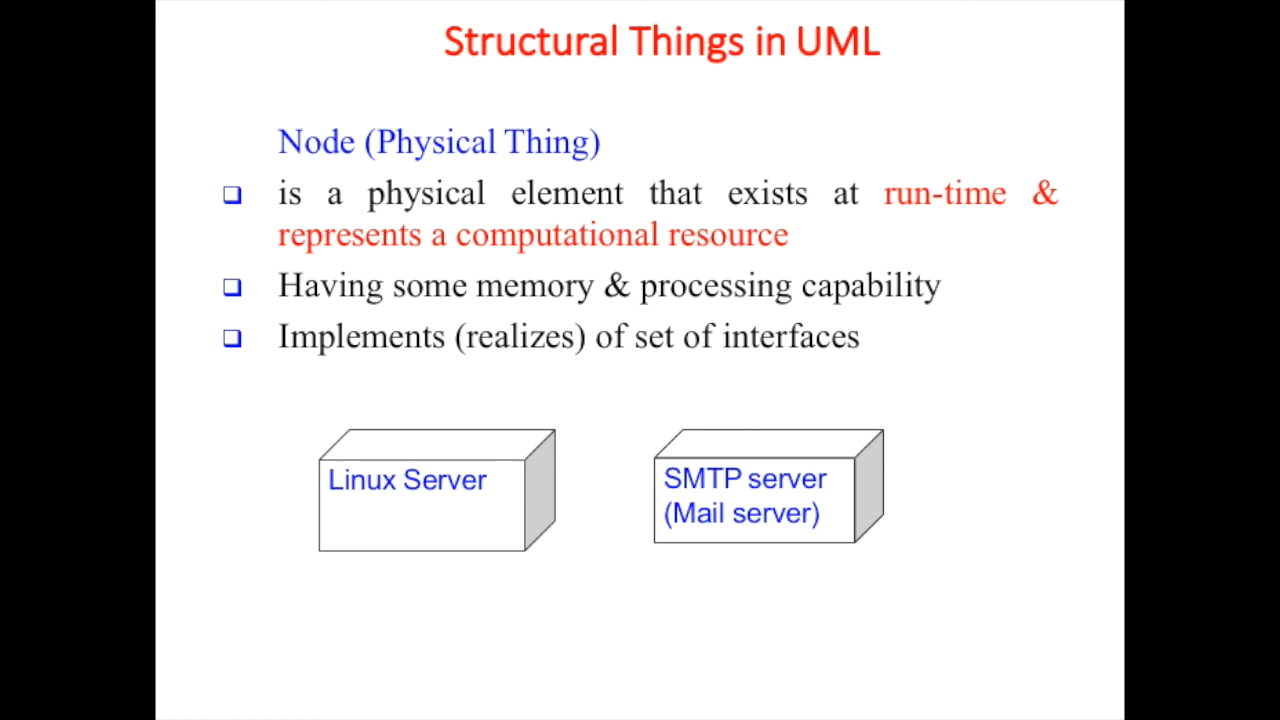 Structural Things in UML
Node (Physical Thing)
is a physical element that exists at run-time &
represents a computational resource
Having some memory & processing capability
Implements (realizes) of set of interfaces
Linux Server
SMTP server
(Mail server)